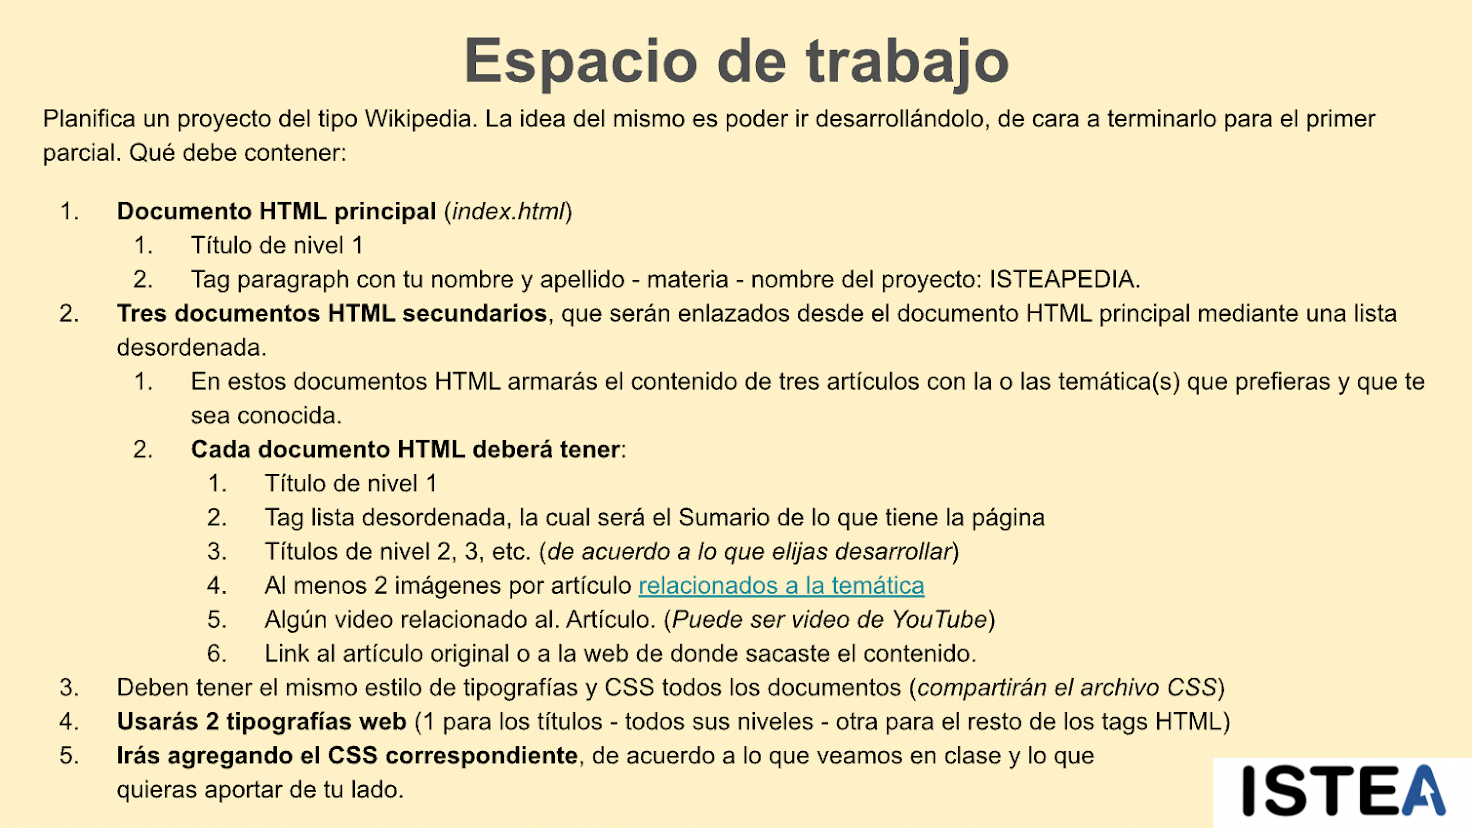 Espacio de trabajo
Planifica un proyecto del tipo Wikipedia. La idea del mismo es poder ir desarrollándolo, de cara a terminarlo para el primer
parcial. Qué debe contener:
1. Documento HTML principal (index.html)
1. Título de nivel 1
2. Tag paragraph con tu nombre y apellido - materia - nombre del proyecto: ISTEAPEDIA.
2. Tres documentos HTML secundarios, que serán enlazados desde el documento HTML principal mediante una lista
desordenada.
1. En estos documentos HTML armarás el contenido de tres artículos con la o las temática(s) que prefieras y que te
sea conocida.
2. Cada documento HTML deberá tener:
1. Título de nivel 1
2. Tag lista desordenada, la cual será el Sumario de lo que tiene la página
3. Títulos de nivel 2, 3, etc. (de acuerdo a lo que elijas desarrollar)
4. Al menos 2 imágenes por artículo relacionados a la temática
5. Algún video relacionado al. Artículo. (Puede ser video de YouTube)
6. Link al artículo original o a la web de donde sacaste el contenido.
3. Deben tener el mismo estilo de tipografías y CSS todos los documentos (compartirán el archivo CSS)
4. Usarás 2 tipografías web (1 para los títulos - todos sus niveles - otra para el resto de los tags HTML)
5. Irás agregando el CSS correspondiente, de acuerdo a lo que veamos en clase y lo que
quieras aportar de tu lado.
ISTEA